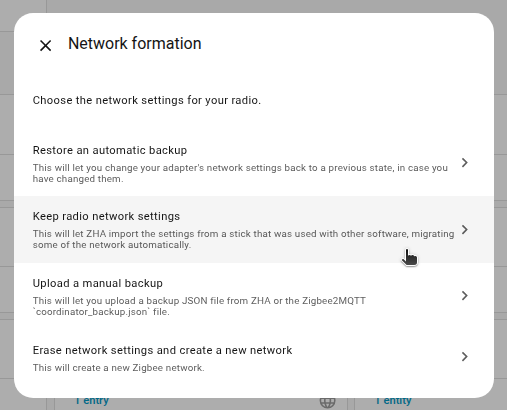 Network formation
Choose the network settings for your radio.
Restore an automatic backup
This will let you change your adapter's network settings back to a previous state, in case you
have changed them.
Keep radio network settings
This will let ZHA import the settings from a stick that was used with other software, migrating
some of the network automatically.
Upload a manual backup
This will let you upload a backup JSON file from ZHA or the Zigbee2MQTT
`coordinator_backup.json` file.
Erase network settings and create a new network
This will create a new Zigbee network.
1 entry
1 entity